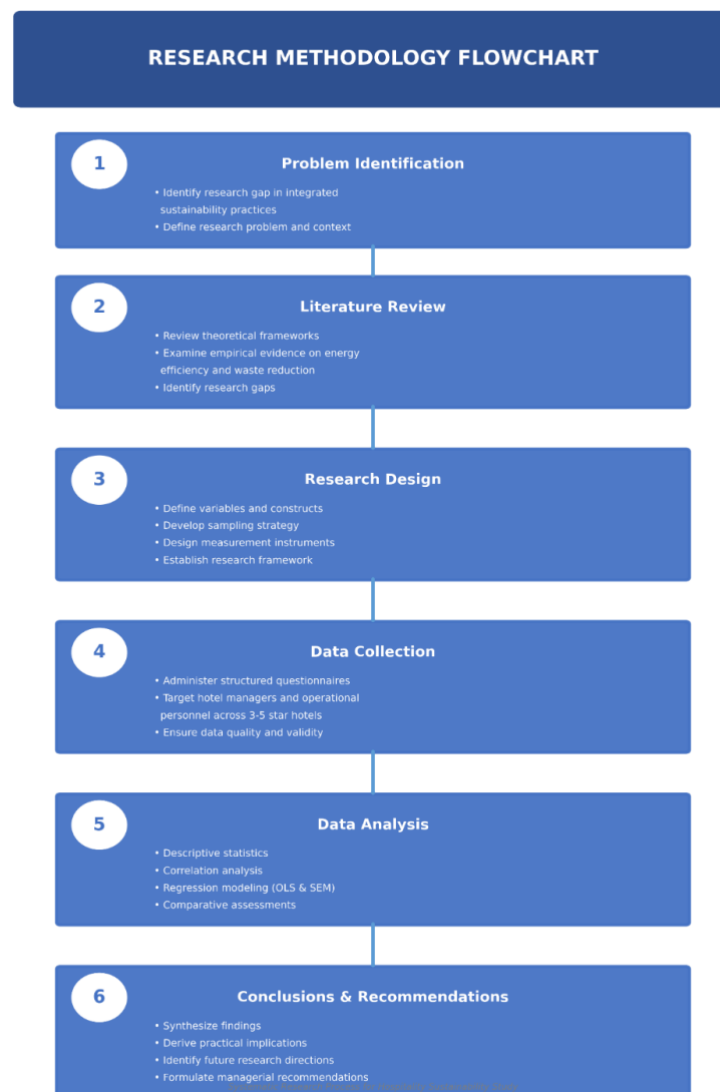 RESEARCH METHODOLOGY FLOWCHART
1
Problem Identification
• Identify research gap in integrated
sustainability practices
• Define research problem and context
2
Literature Review
• Review theoretical frameworks
• Examine empirical evidence on energy
efficiency and waste reduction
• Identify research gaps
3
Research Design
• Define variables and constructs
• Develop sampling strategy
• Design measurement instruments
• Establish research framework
4
Data Collection
• Administer structured questionnaires
• Target hotel managers and operational
personnel across 3-5 star hotels
• Ensure data quality and validity
5
Data Analysis
• Descriptive statistics
• Correlation analysis
• Regression modeling (OLS & SEM)
• Comparative assessments
6
Conclusions & Recommendations
• Synthesize findings
• Derive practical implications
• Identify future research directions
• Formulate managerial recommendations